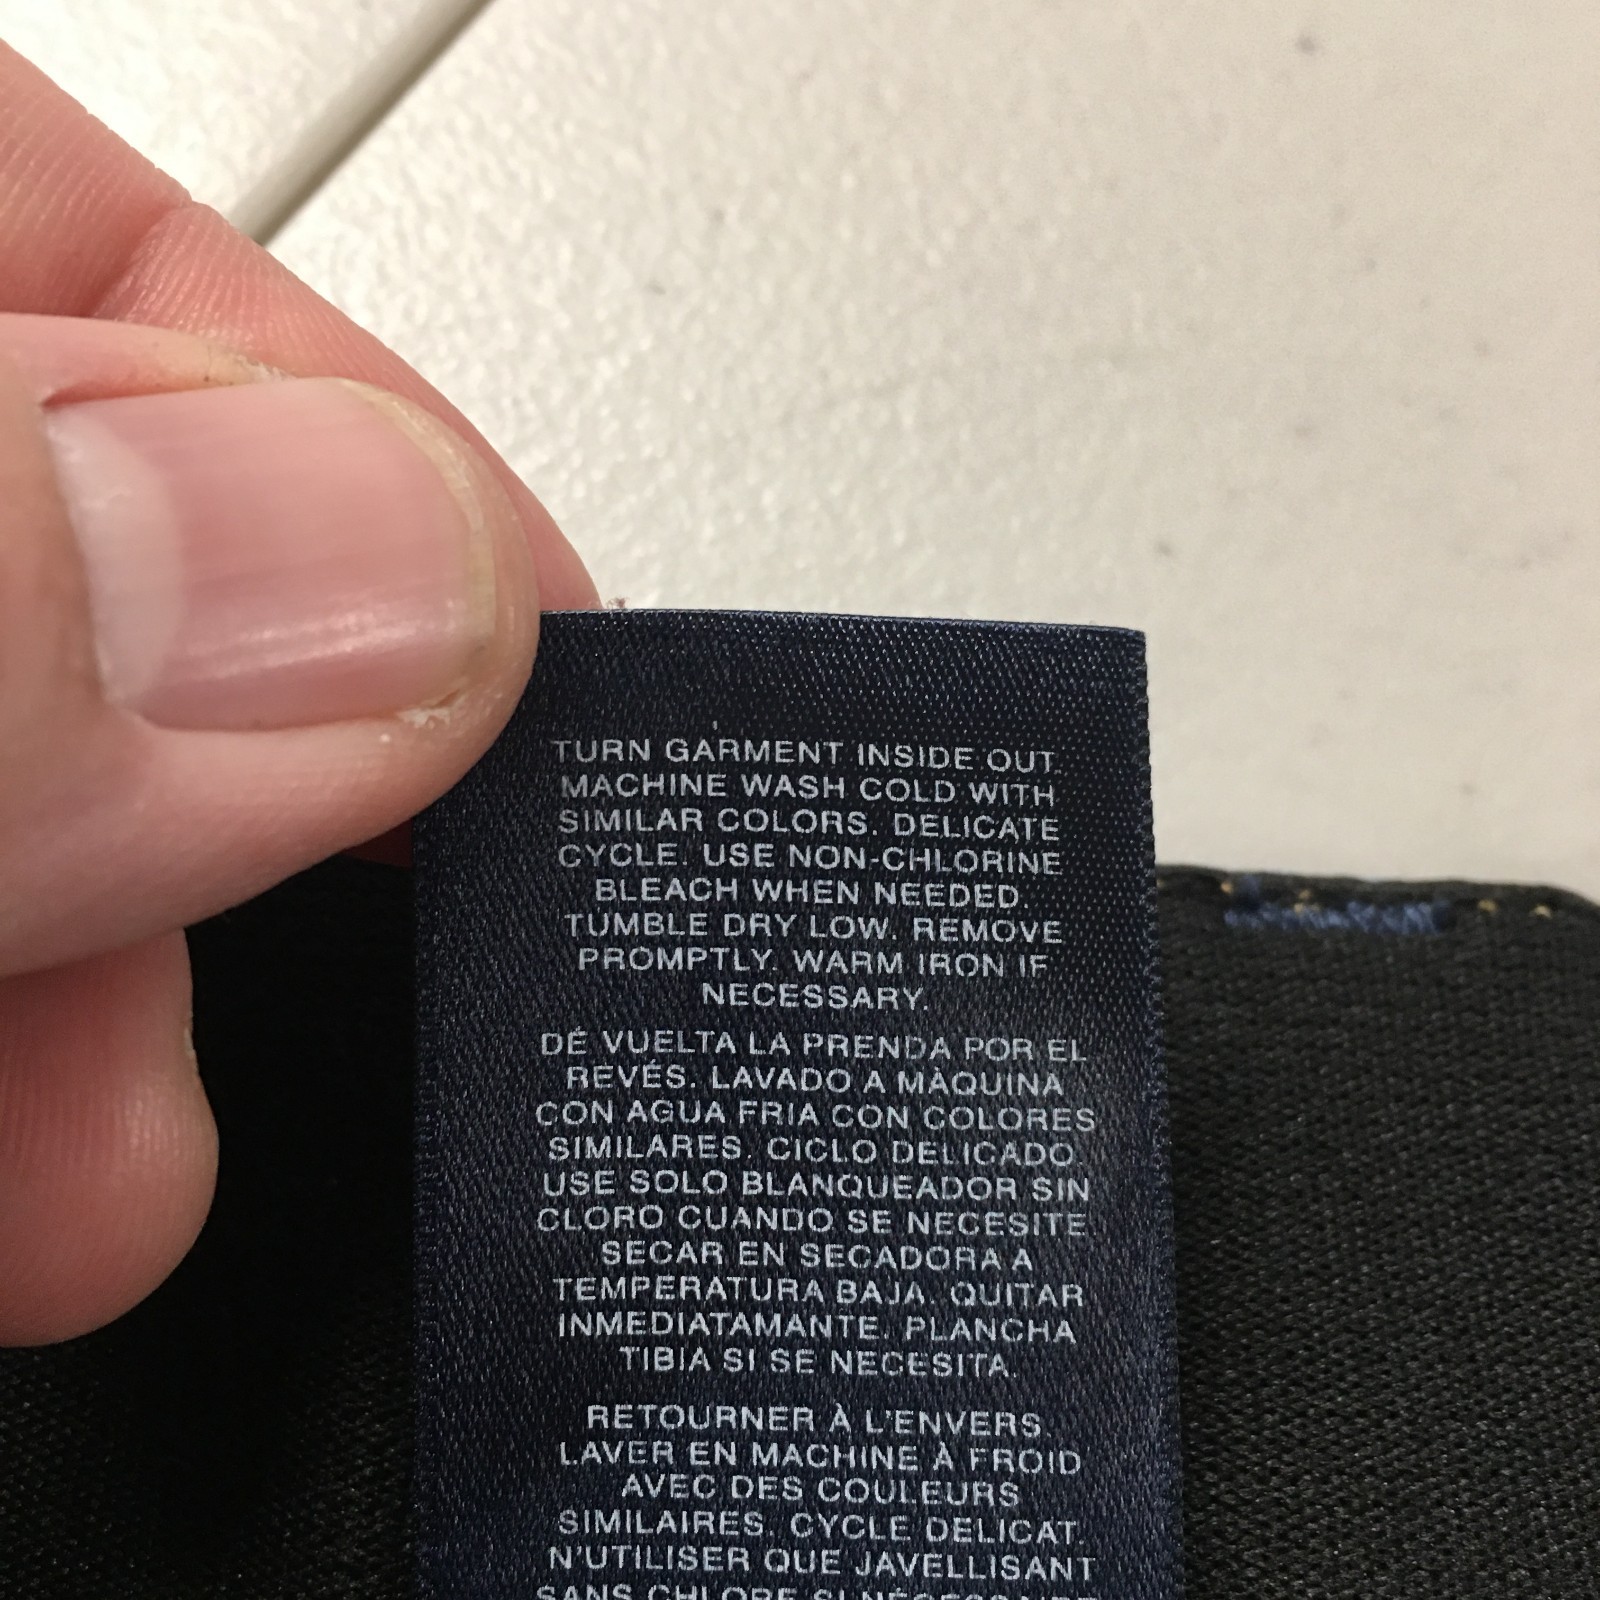 TURN GARMENT INSIDE OUT.
MACHINE WASH COLD WITH
SIMILAR COLORS. DELICATE
CYCLE. USE NON-CHLORINE
BLEACH WHEN NEEDED.
TUMBLE DRY LOW. REMOVE
PROMPTLY. WARM IRON IF
NECESSARY.
DÉ VUELTA LA PRENDA POR EL
REVÉS. LAVADO A MÀQUINA
CON AGUA FRIA CON COLORES
SIMILARES. CICLO DELICADO.
USE SOLO BLANQUEADOR SIN
CLORO CUANDO SE NECESITE.
SECAR EN SECADORA A
TEMPERATURA BAJA. QUITAR
INMEDIATAMANTE. PLANCHA
TIBIA SI SE NECESITA.
RETOURNER À L'ENVERS.
LAVER EN MACHINE À FROID
AVEC DES COULEURS
SIMILAIRES. CYCLE DELICAT.
N'UTILISER QUE JAVELLISANT
SANS CHLORE SI NÉCESSAIRE